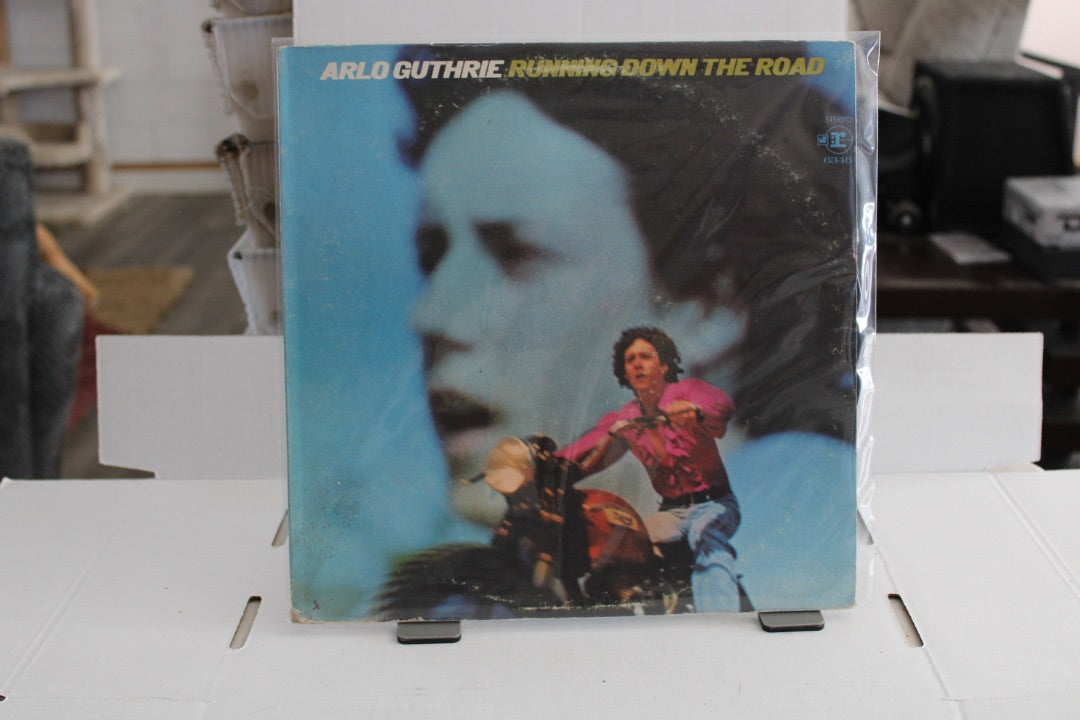 ARLO GUTHRIE RUNNING DOWN THE ROAD
STEREO
W r
6346
X